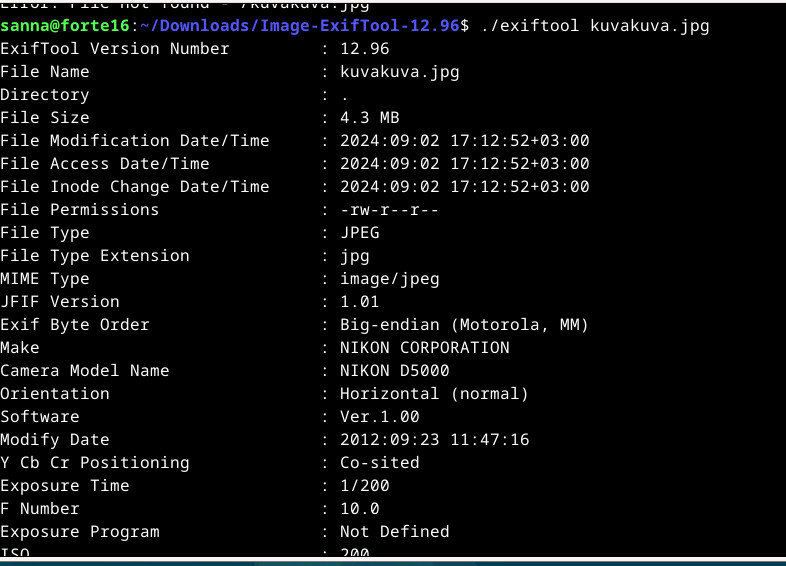 Error: File not found - /kuvakuva.jpg
sanna@forte16:~/Downloads/Image-ExifTool-12.96$ ./exiftool kuvakuva.jpg
ExifTool Version Number : 12.96
File Name : kuvakuva.jpg
Directory : .
File Size : 4.3 MB
File Modification Date/Time : 2024:09:02 17:12:52+03:00
File Access Date/Time : 2024:09:02 17:12:52+03:00
File Inode Change Date/Time : 2024:09:02 17:12:52+03:00
File Permissions : -rw-r--r--
File Type : JPEG
File Type Extension : jpg
MIME Type : image/jpeg
JFIF Version : 1.01
Exif Byte Order : Big-endian (Motorola, MM)
Make : NIKON CORPORATION
Camera Model Name : NIKON D5000
Orientation : Horizontal (normal)
Software : Ver.1.00
Modify Date : 2012:09:23 11:47:16
Y Cb Cr Positioning : Co-sited
Exposure Time : 1/200
F Number : 10.0
Exposure Program : Not Defined
ISO : 200